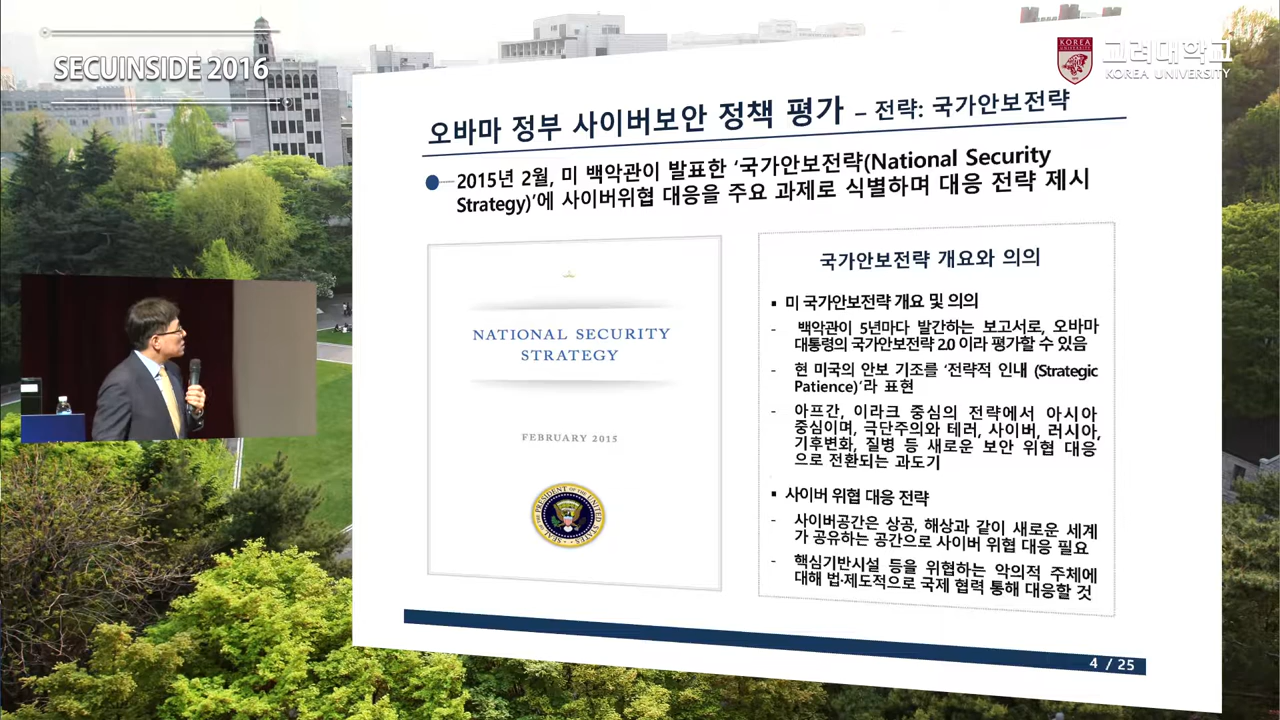 SECUINSIDE 2016
KOREA UNIVERSITY
고려대학교
KOREA UNIVERSITY
오바마 정부 사이버보안 정책 평가 – 전략: 국가안보전략
2015년 2월, 미 백악관이 발표한 ‘국가안보전략(National Security
Strategy)’에 사이버위협 대응을 주요 과제로 식별하며 대응 전략 제시
NATIONAL SECURITY
STRATEGY
FEBRUARY 2015
PRESIDENT OF THE UNITED STATES
국가안보전략 개요와 의의
▪ 미 국가안보전략 개요 및 의의
- 백악관이 5년마다 발간하는 보고서로, 오바마
대통령의 국가안보전략 2.0 이라 평가할 수 있음
- 현 미국의 안보 기조를 ‘전략적 인내 (Strategic
Patience)’라 표현
- 아프간, 이라크 중심의 전략에서 아시아
중심이며, 극단주의와 테러, 사이버, 러시아,
기후변화, 질병 등 새로운 보안 위협 대응
으로 전환되는 과도기
▪ 사이버 위협 대응 전략
- 사이버공간은 상공, 해상과 같이 새로운 세계
가 공유하는 공간으로 사이버 위협 대응 필요
- 핵심기반시설 등을 위협하는 악의적 주체에
대해 법·제도적으로 국제 협력 통해 대응할 것
4 / 25